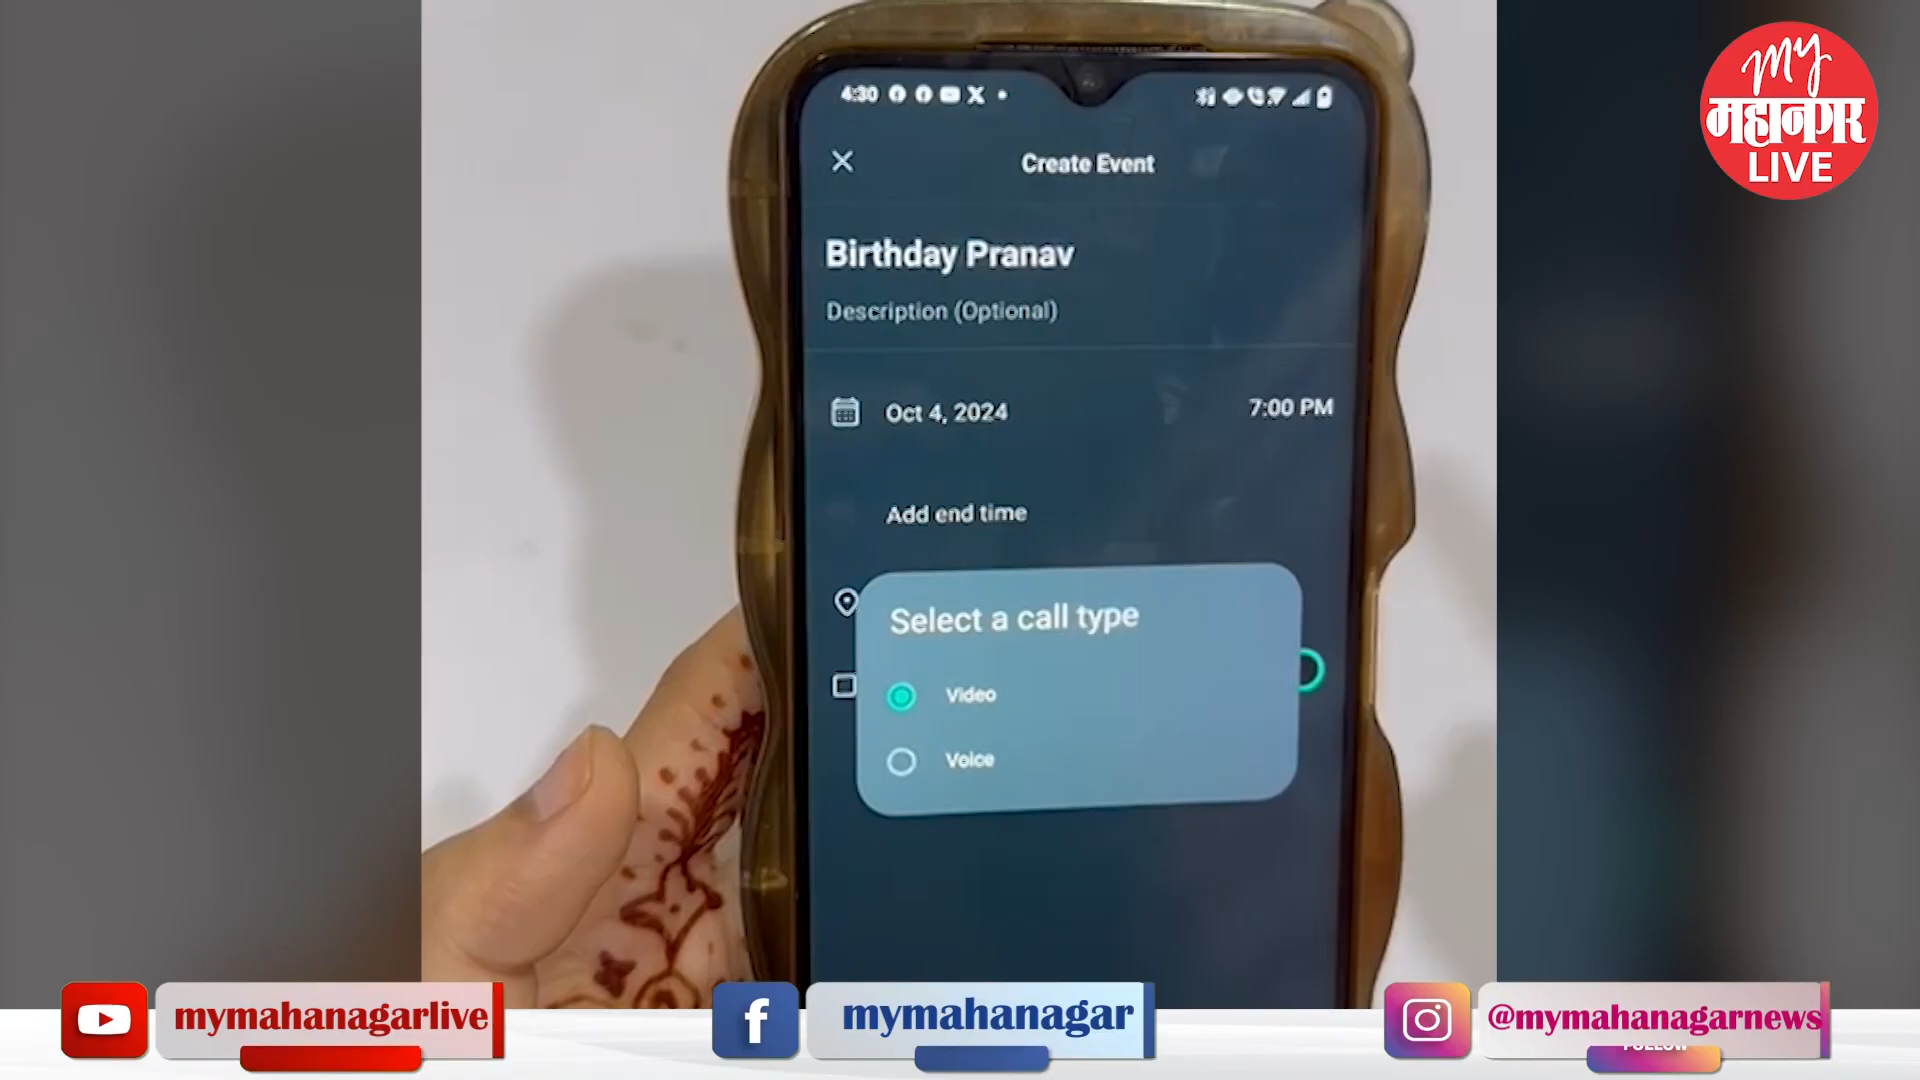 4:30
Create Event
Birthday Pranav
Description (Optional)
Oct 4, 2024
7:00 PM
Add end time
Select a call type
Video
Voice
My
महानगर
LIVE
mymahanagarlive
mymahanagar
@mymahanagarnews